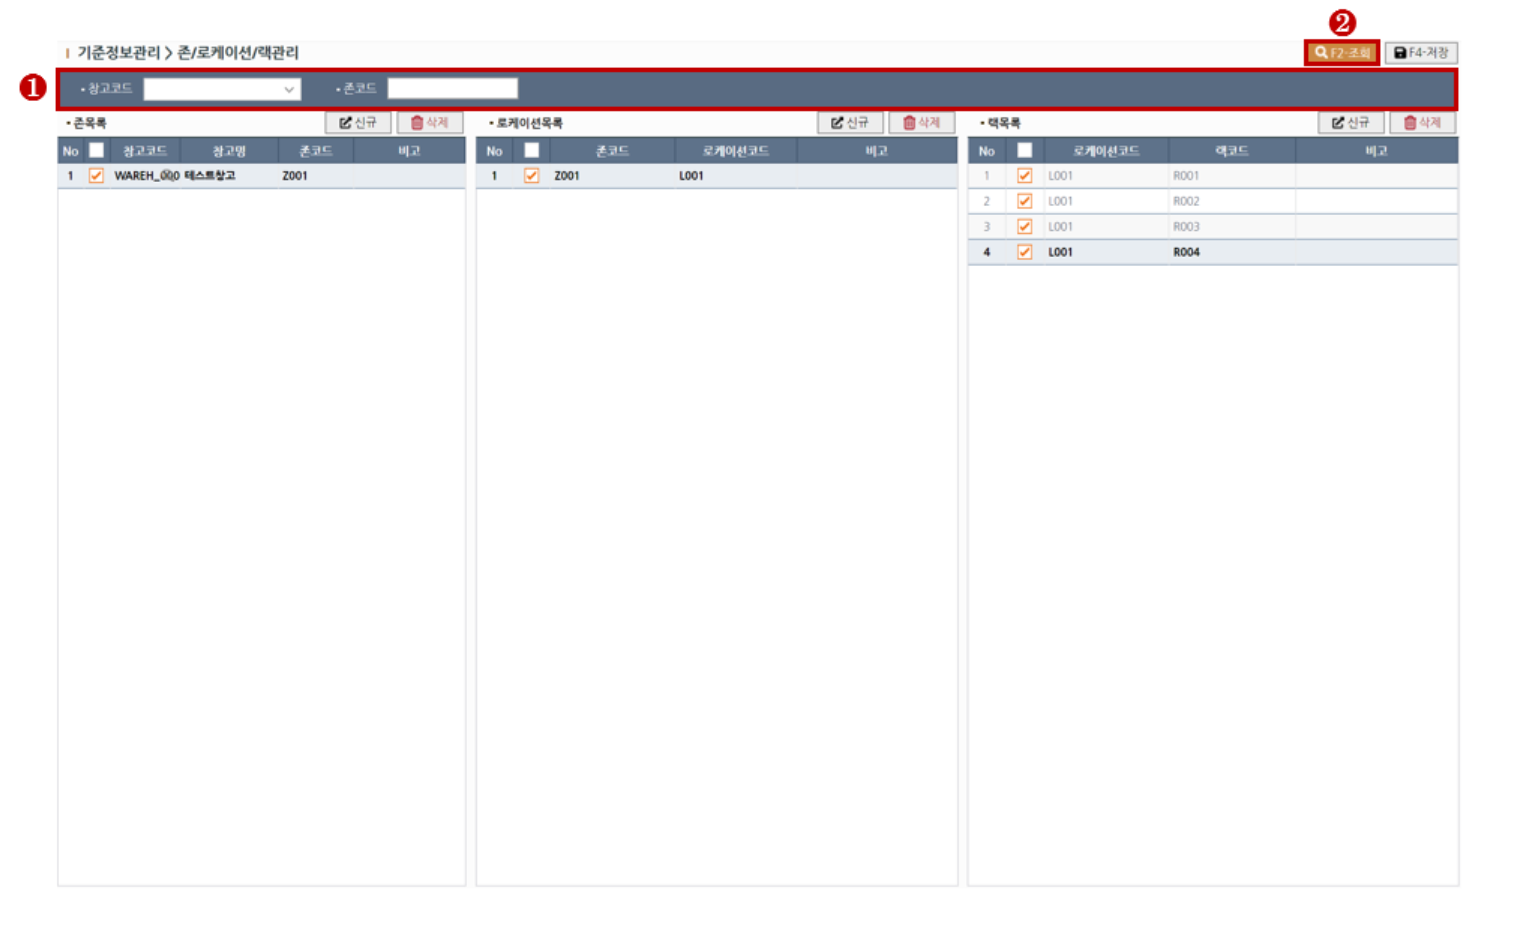 ❷
기준정보관리 > 존/로케이션/랙관리
F2-조회
F4-저장
❶
• 창고코드
• 존코드
• 존목록
신규
삭제
• 로케이션목록
신규
삭제
• 랙목록
신규
삭제
No 창고코드 창고명 존코드 비고
No 존코드 로케이션코드 비고
No 로케이션코드 랙코드 비고
1 테스트창고 Z001
1 Z001 L001
1 L001 R001
2 L001 R002
3 L001 R003
4 L001 R004